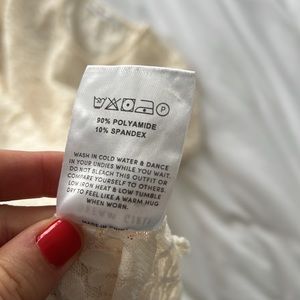 P
90% POLYAMIDE
10% SPANDEX
WASH IN COLD WATER & DANCE
IN YOUR UNDIES WHILE YOU WAIT.
DO NOT BLEACH THIS OUTFIT OR
COMPARE YOURSELF TO OTHERS
LOW IRON HEAT & LOW TUMBLE
DRY TO FEEL LIKE A WARM HUG
WHEN WORN.
MADE IN